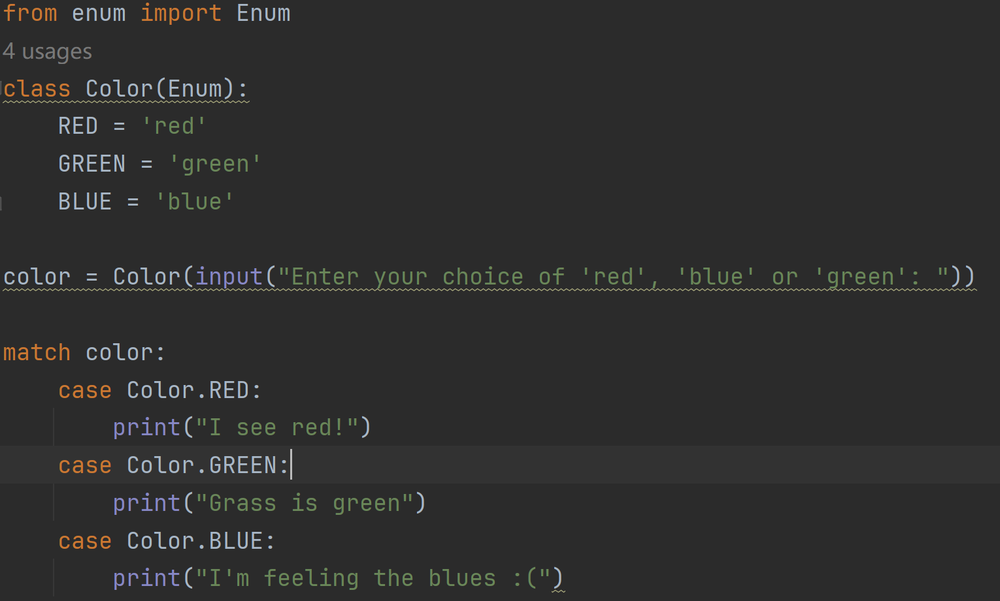 from enum import Enum
4 usages
class Color(Enum):
    RED = 'red'
    GREEN = 'green'
    BLUE = 'blue'

color = Color(input("Enter your choice of 'red', 'blue' or 'green': "))

match color:
    case Color.RED:
        print("I see red!")
    case Color.GREEN:
        print("Grass is green")
    case Color.BLUE:
        print("I'm feeling the blues :(")